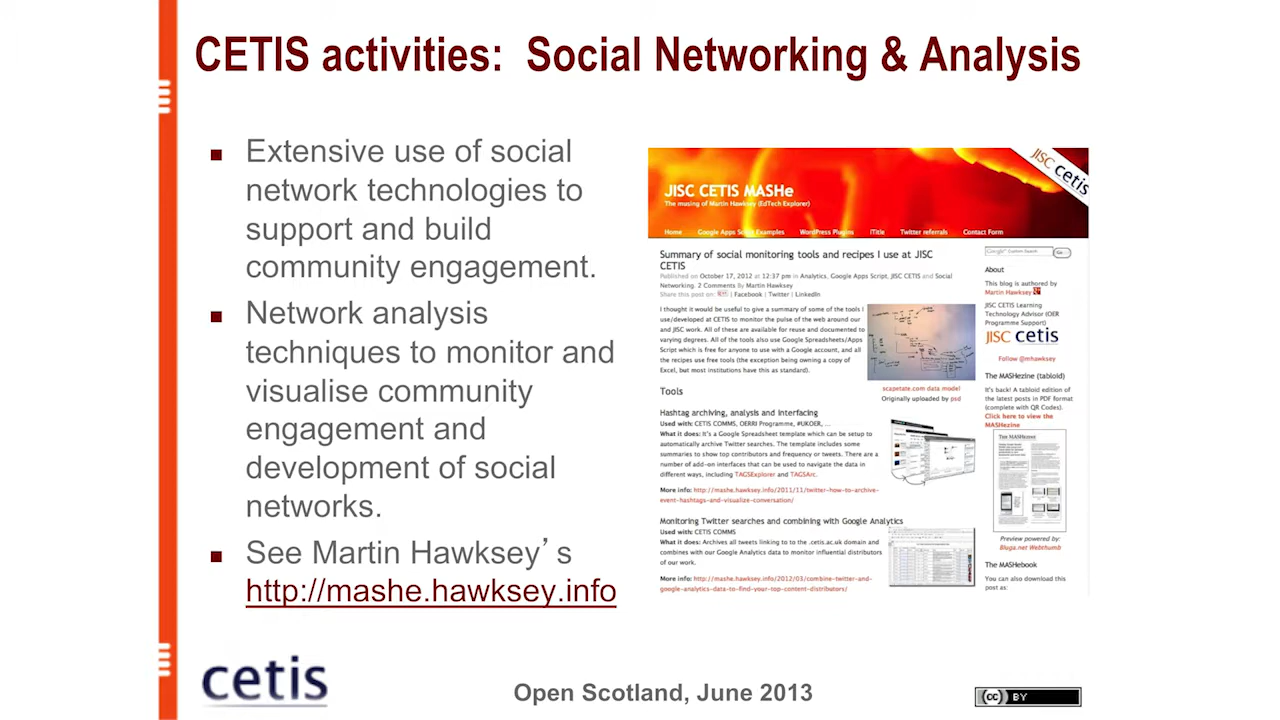 CETIS activities: Social Networking & Analysis
Extensive use of social
network technologies to
support and build
community engagement.
Network analysis
techniques to monitor and
visualise community
engagement and
development of social
networks.
See Martin Hawksey's
http://mashe.hawksey.info
JISC cetis
JISC CETIS MASHe
The musing of Martin Hawksey (EdTech Explorer)
Home Google Apps Script Examples WordPress Plugins ITitle Twitter referrals Contact Form
Summary of social monitoring tools and recipes I use at JISC
CETIS
Published on October 17, 2012 at 12:37 pm in Analytics, Google Apps Script, JISC CETIS and Social
Networking. 2 Comments By Martin Hawksey
Share this post on: | Facebook | Twitter | LinkedIn
I thought it would be useful to give a summary of some of the tools I
use/developed at CETIS to monitor the pulse of the web around our
and JISC work. All of these are available for reuse and documented to
varying degrees. All of the tools also use Google Spreadsheets/Apps
Script which is free for anyone to use with a Google account, and all
the recipes use free tools (the exception being owning a copy of
Excel, but most institutions have this as standard).
scapetate.com data model
Originally uploaded by psd
Tools
Hashtag archiving, analysis and interfacing
Used with: CETIS COMMS, OERRI Programme, #UKOER, ...
What it does: It's a Google Spreadsheet template which can be setup to
automatically archive Twitter searches. The template includes some
summaries to show top contributors and frequency or tweets. There are a
number of add-on interfaces that can be used to navigate the data in
different ways, including TAGSExplorer and TAGSArc.
More info: http://mashe.hawksey.info/2011/11/twitter-how-to-archive-
event-hashtags-and-visualize-conversation/
Monitoring Twitter searches and combining with Google Analytics
Used with: CETIS COMMS
What it does: Archives all tweets linking to to the .cetis.ac.uk domain and
combines with our Google Analytics data to monitor influential distributors
of our work.
More info: http://mashe.hawksey.info/2012/03/combine-twitter-and-
google-analytics-data-to-find-your-top-content-distributors/
Go
About
This blog is authored by
Martin Hawksey
JISC CETIS Learning
Technology Advisor (OER
Programme Support)
JISC cetis
Follow @mhawksey
The MASHezine (tabloid)
It's back! A tabloid edition of
the latest posts in PDF format
(complete with QR Codes).
Click here to view the
MASHezine
Preview powered by:
Bluga.net Webthumb
The MASHebook
You can also download this
post as:
cetis
Open Scotland, June 2013
cc BY